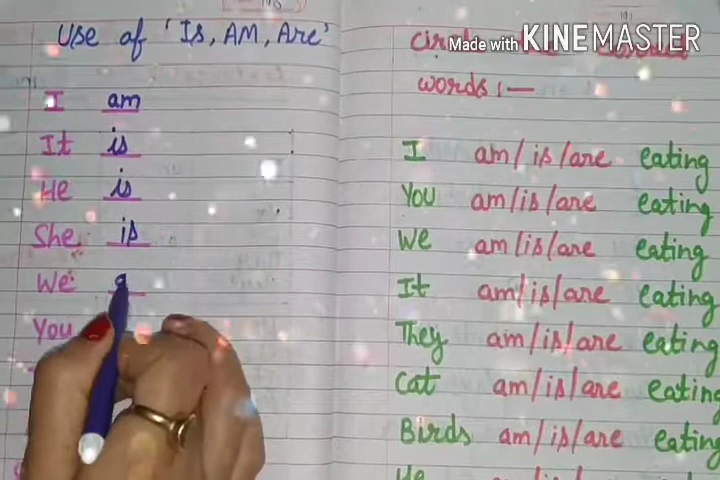 Use of 'Is, AM, Are'
I am
It is
He is
She is
We
You
Made with KINEMASTER
words :—
I am/is/are eating
You am/is/are eating
We am/is/are eating
It am/is/are eating
They am/is/are eating
Cat am/is/are eating
Birds am/is/are eating